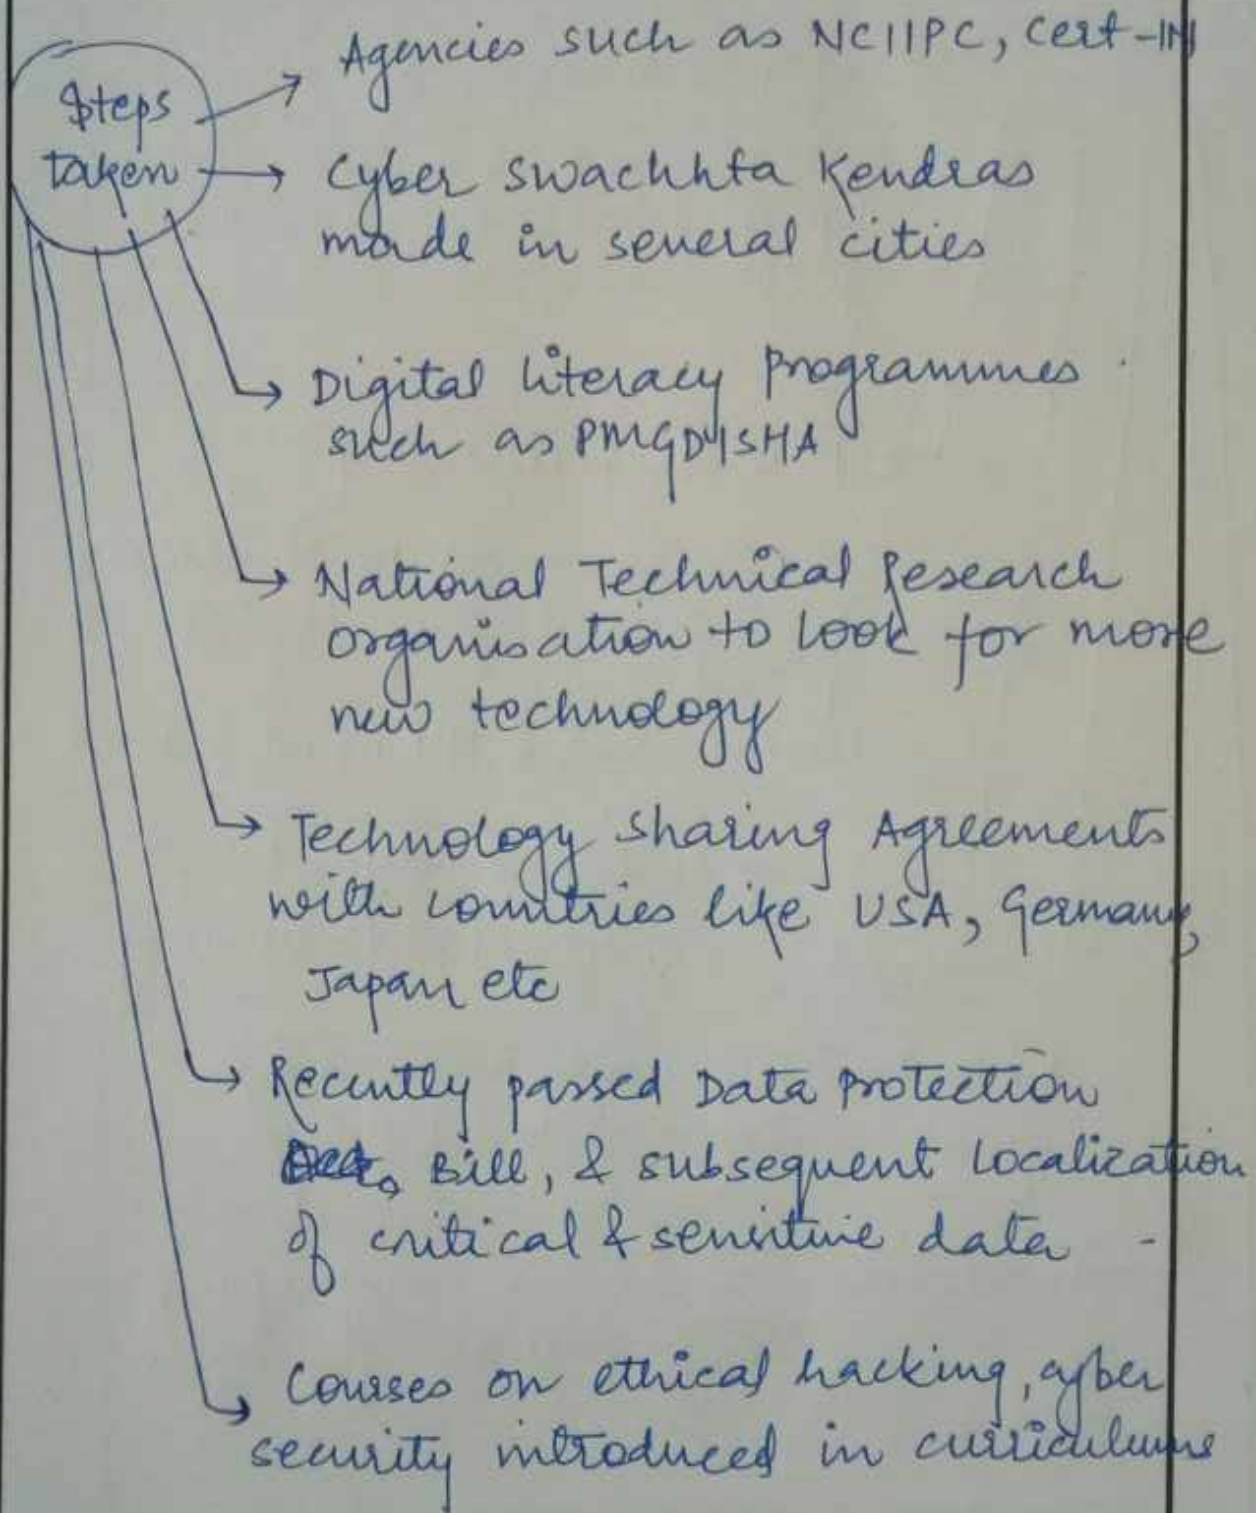 Steps
taken
Agencies such as NCIIPC, Cert-IN
Cyber Swachhta Kendras
made in several cities
Digital literacy Programmes
such as PMGDISHA
National Technical Research
organisation to look for more
new technology
Technology Sharing Agreements
with countries like USA, Germany,
Japan etc
Recently passed Data Protection
Bill, & subsequent localization
of critical & sensitive data
Courses on ethical hacking, cyber
security introduced in curriculums